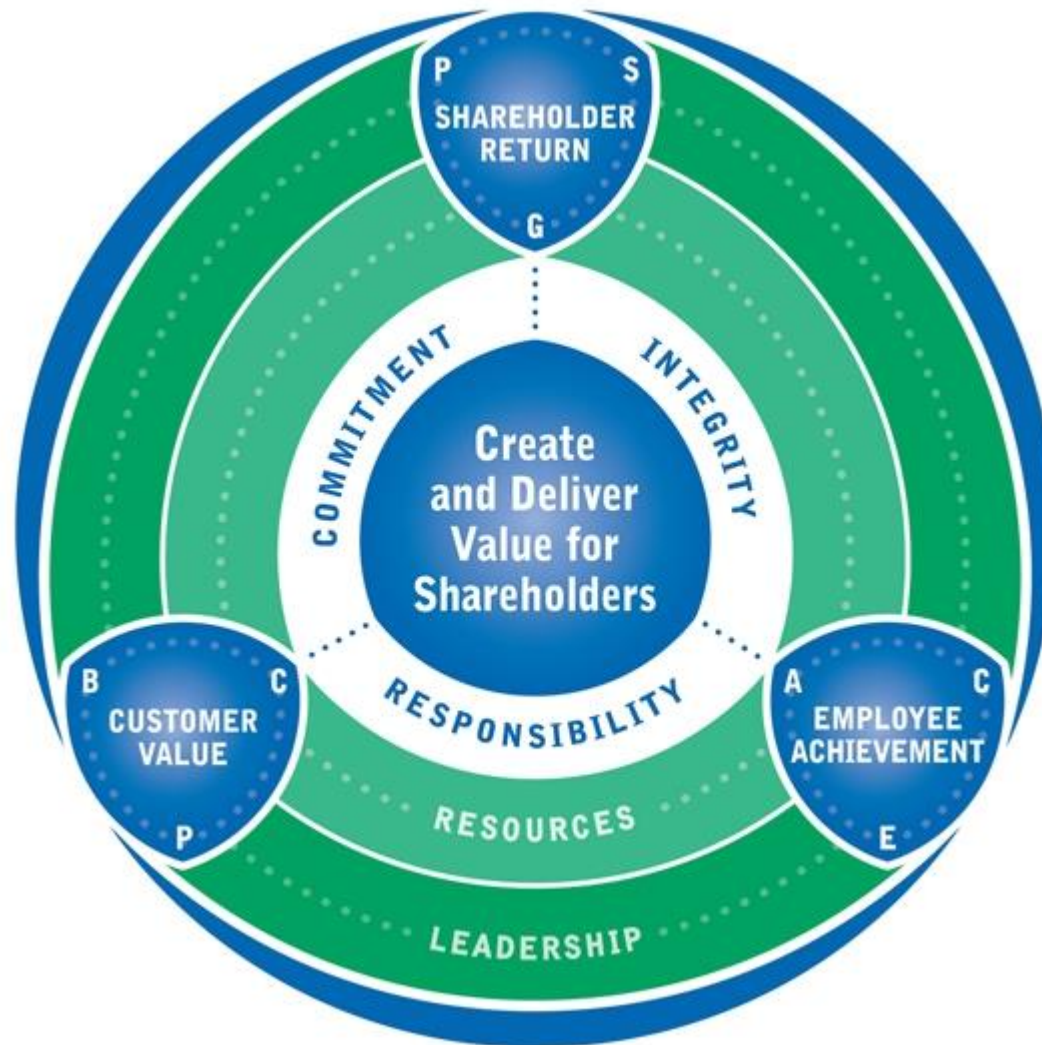 P S
SHAREHOLDER
RETURN
G
COMMITMENT
INTEGRITY
Create
and Deliver
Value for
Shareholders
RESPONSIBILITY
B C
CUSTOMER
VALUE
P
A C
EMPLOYEE
ACHIEVEMENT
E
RESOURCES
LEADERSHIP